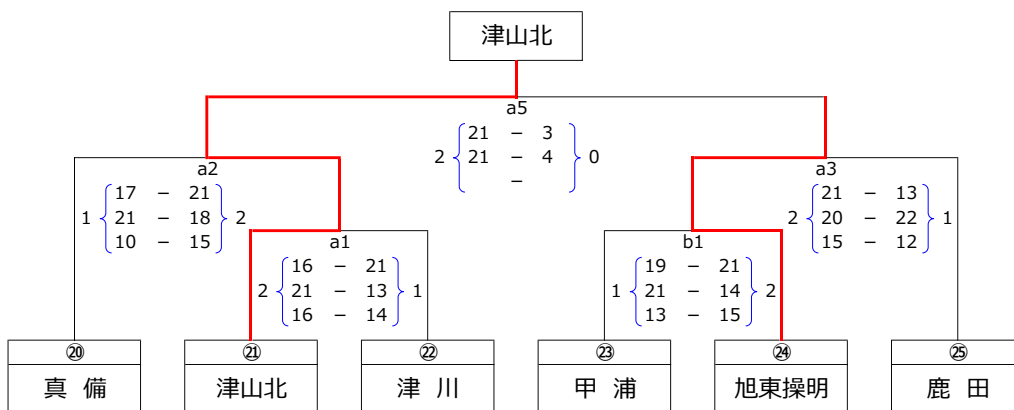 津山北
a5
21 － 3
2 21 － 4 0
－
a2
17 － 21
1 21 － 18 2
10 － 15
a3
21 － 13
2 20 － 22 1
15 － 12
a1
16 － 21
2 21 － 13 1
16 － 14
b1
19 － 21
1 21 － 14 2
13 － 15
⑳ ㉑ ㉒ ㉓ ㉔ ㉕
真 備 津山北 津 川 甲 浦 旭東操明 鹿 田